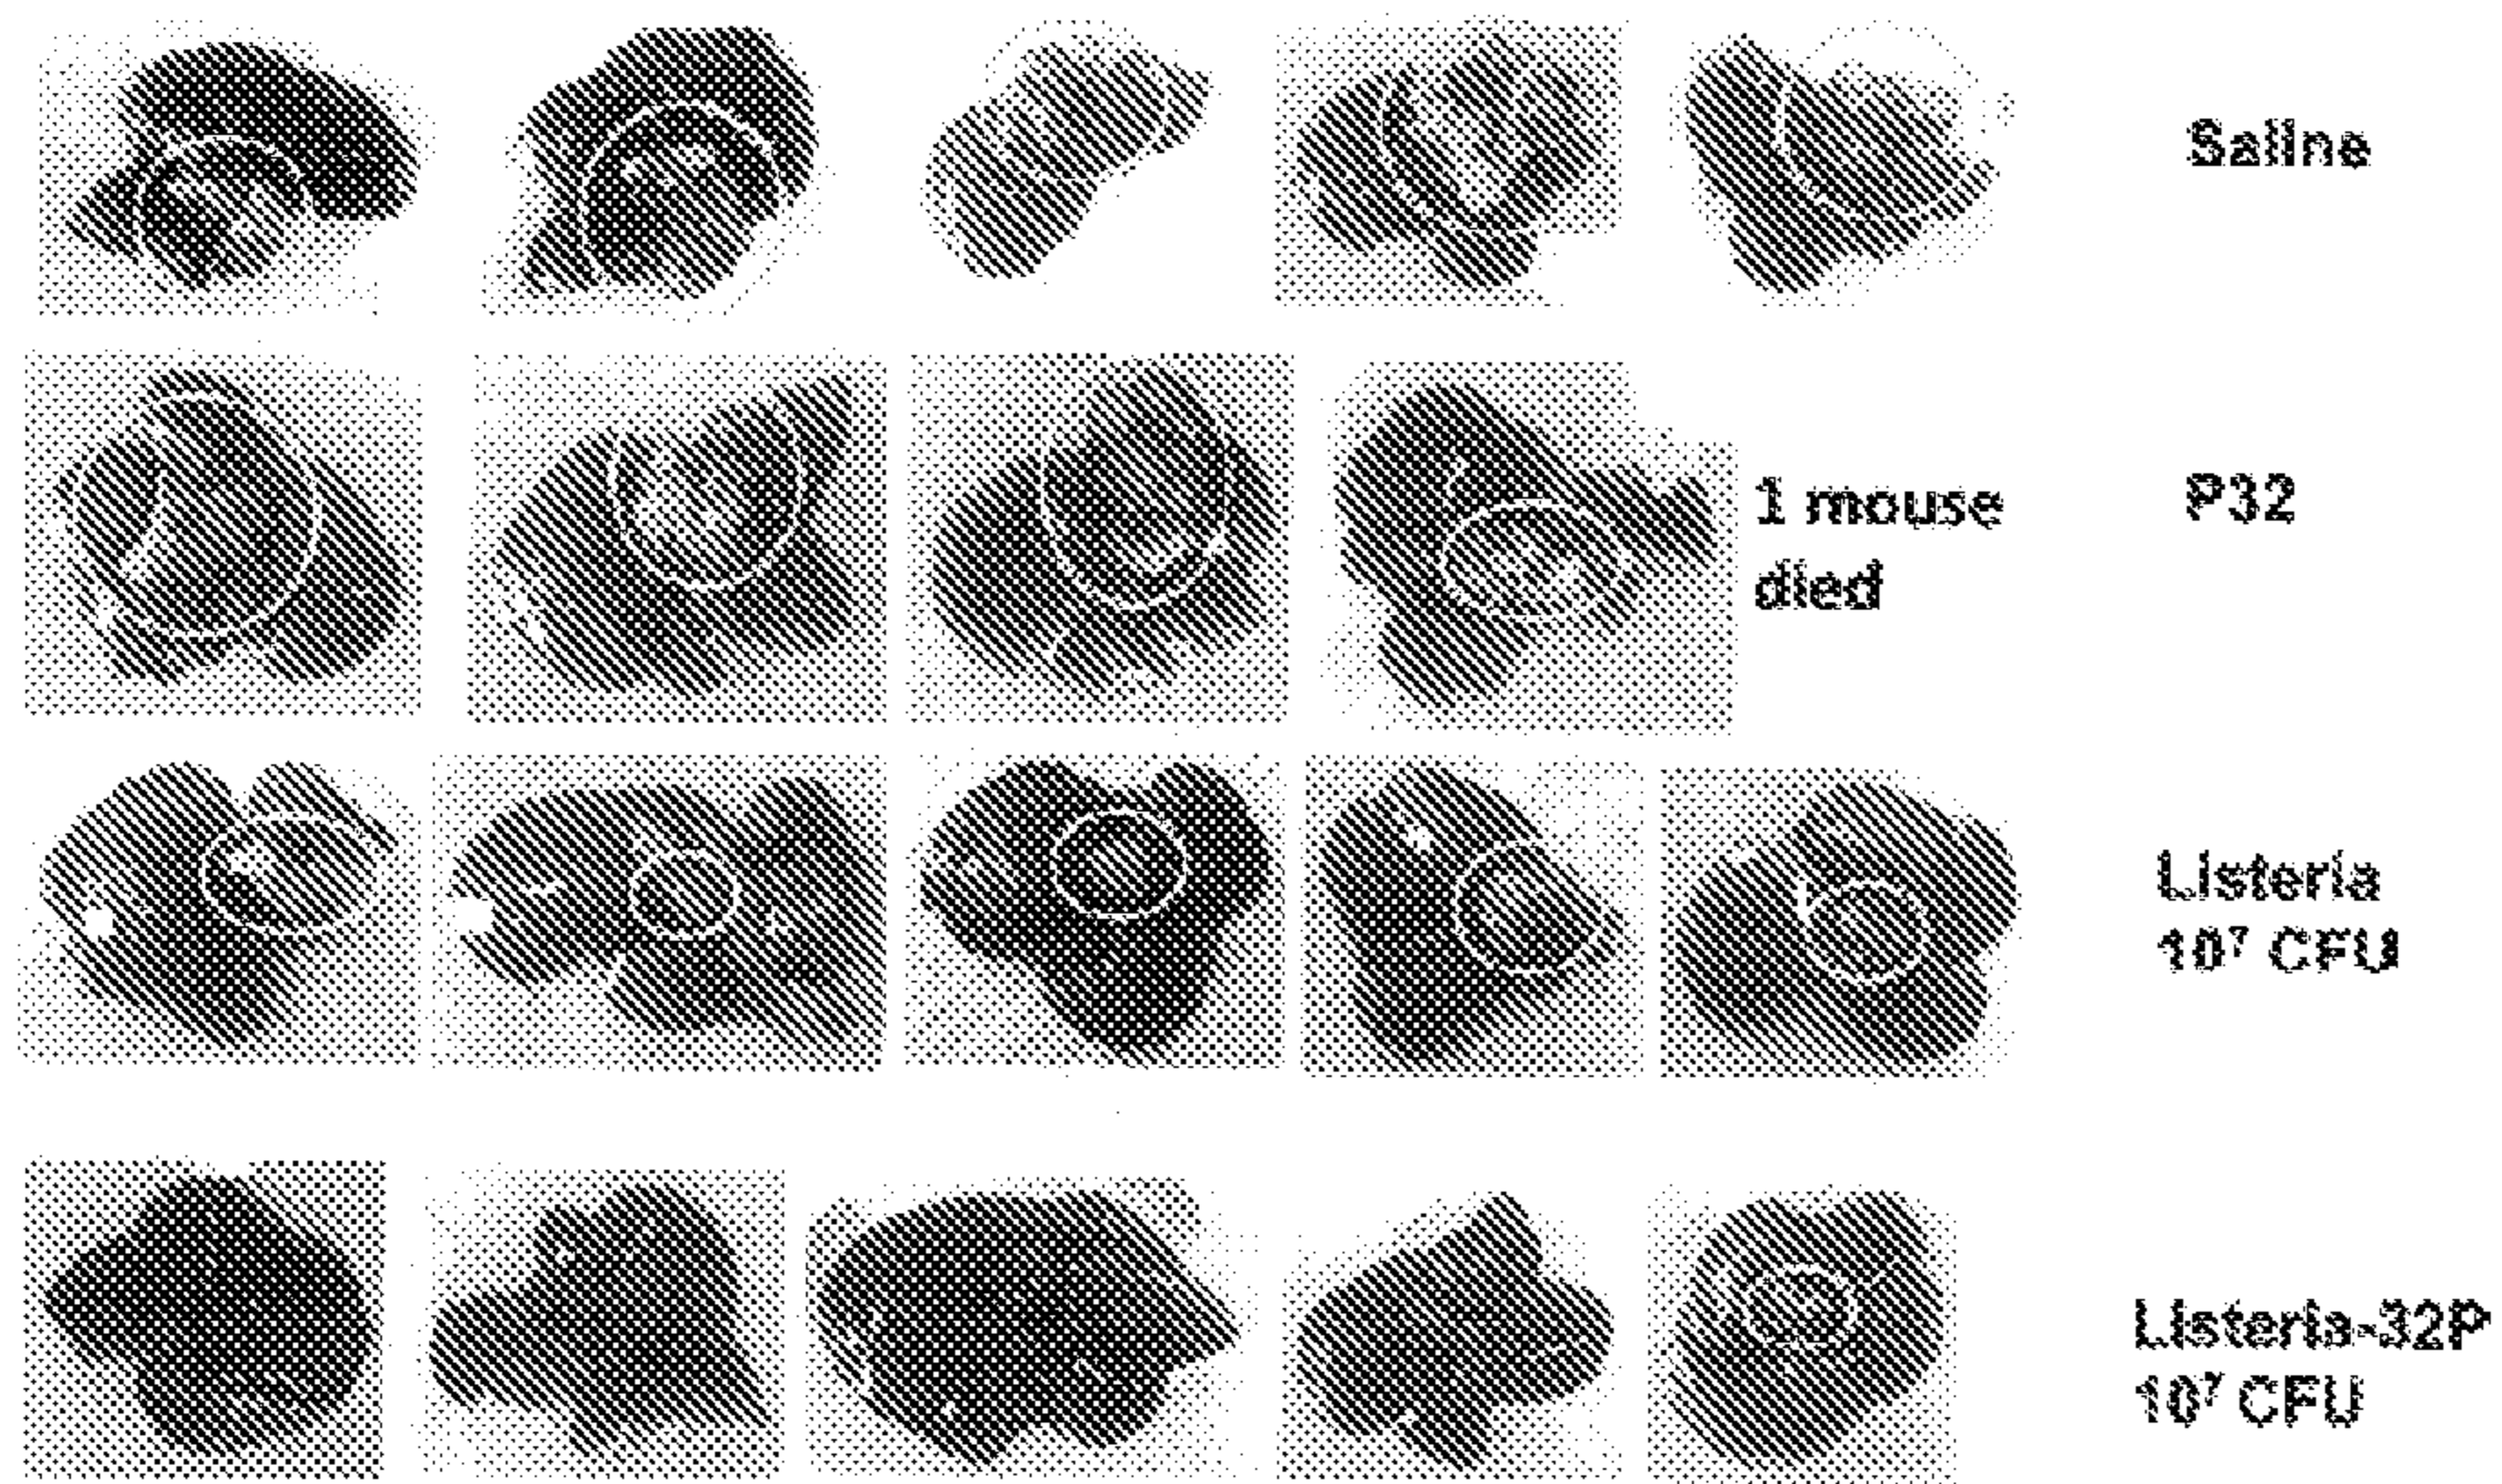 Saline
1 mouse
died
P32
Listeria
10⁷ CFU
Listeria-32P
10⁷ CFU